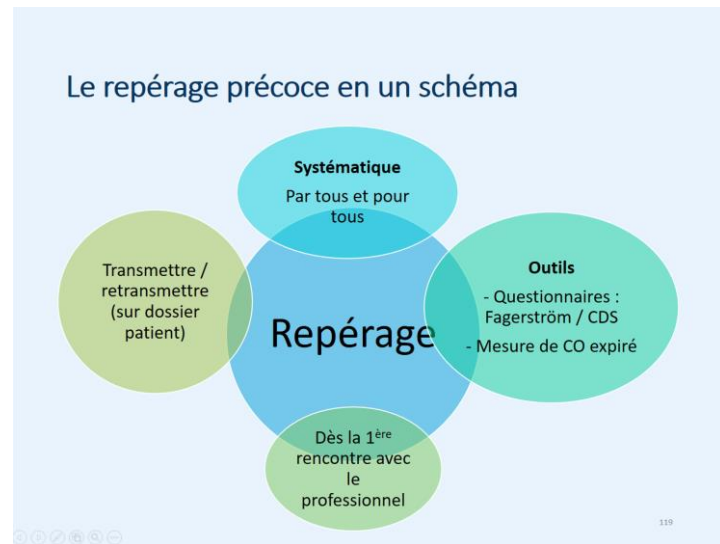 Le repérage précoce en un schéma
Systématique
Par tous et pour
tous
Transmettre /
retransmettre
(sur dossier
patient)
Repérage
Outils
- Questionnaires :
Fagerström / CDS
- Mesure de CO expiré
Dès la 1ère
rencontre avec
le
professionnel
119